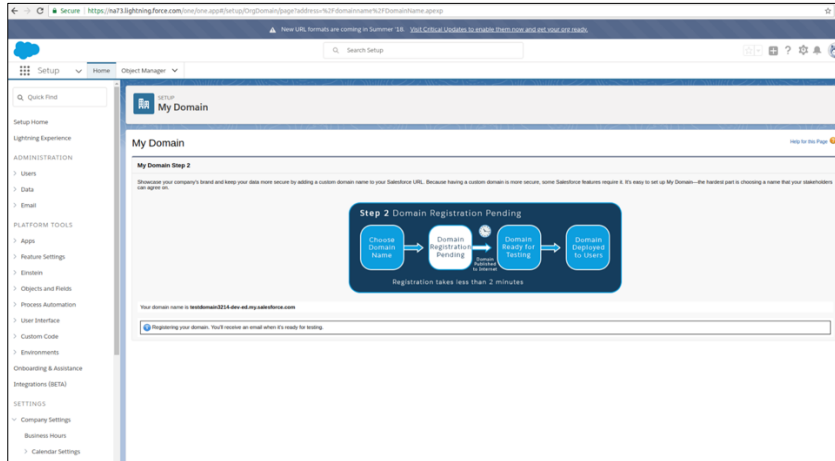 Secure | https://na73.lightning.force.com/one/one.app#/setup/OrgDomain/page?address=%2Fdomainname%2FDomainName.apexp
New URL formats are coming in Summer '18. Visit Critical Updates to enable them now and get your org ready.
Search Setup
Setup
Home
Object Manager
Quick Find
Setup Home
Lightning Experience
ADMINISTRATION
Users
Data
Email
PLATFORM TOOLS
Apps
Feature Settings
Einstein
Objects and Fields
Process Automation
User Interface
Custom Code
Environments
Onboarding & Assistance
Integrations (BETA)
SETTINGS
Company Settings
Business Hours
Calendar Settings
SETUP
My Domain
My Domain
Help for this Page
My Domain Step 2
Showcase your company's brand and keep your data more secure by adding a custom domain name to your Salesforce URL. Because having a custom domain is more secure, some Salesforce features require it. It's easy to set up My Domain—the hardest part is choosing a name that your stakeholders
can agree on.
Step 2 Domain Registration Pending
Choose
Domain
Name
Domain
Registration
Pending
Domain
Published
to Internet
Domain
Ready for
Testing
Domain
Deployed
to Users
Registration takes less than 2 minutes
Your domain name is testdomain3214-dev-ed.my.salesforce.com
Registering your domain. You'll receive an email when it's ready for testing.